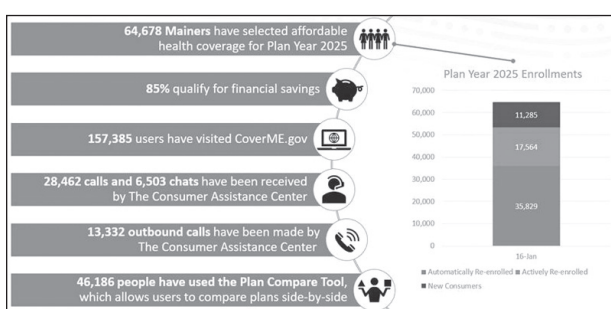 64,678 Mainers have selected affordable
health coverage for Plan Year 2025
85% qualify for financial savings
157,385 users have visited CoverME.gov
28,462 calls and 6,503 chats have been received
by The Consumer Assistance Center
13,332 outbound calls have been made by
The Consumer Assistance Center
46,186 people have used the Plan Compare Tool,
which allows users to compare plans side-by-side
Plan Year 2025 Enrollments
70,000
60,000
50,000
40,000
30,000
20,000
10,000
0
11,285
17,564
35,829
16-Jan
Automatically Re-enrolled Actively Re-enrolled
New Consumers